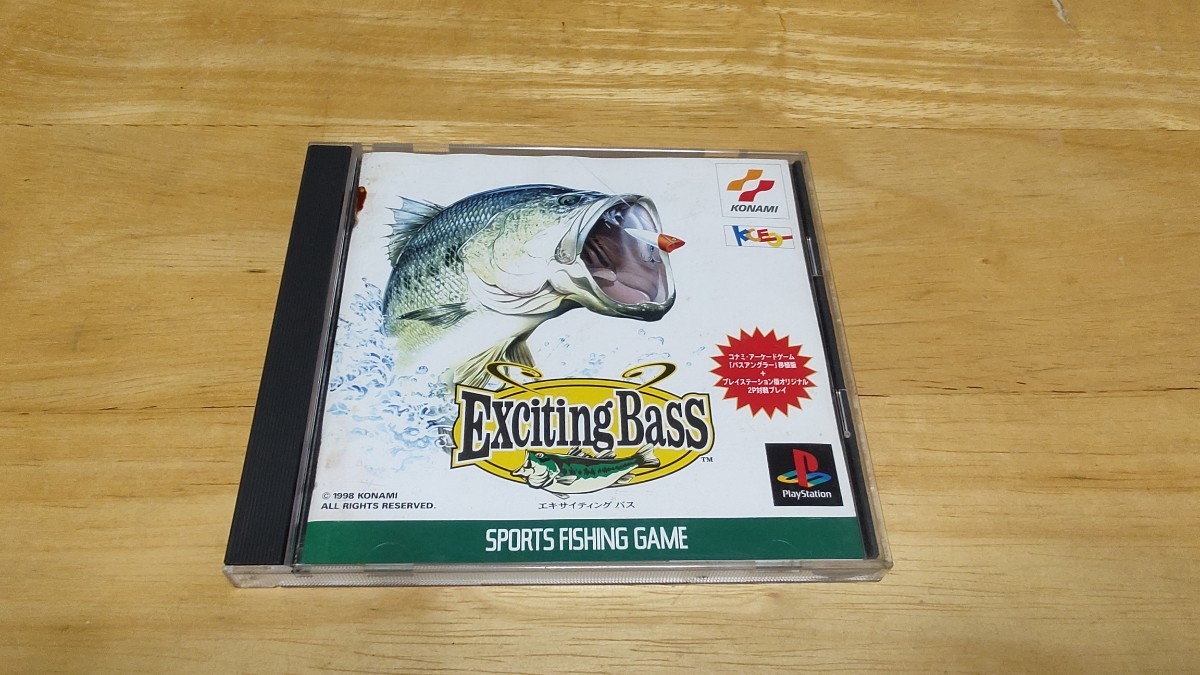 KONAMI
KCEO
コナミ・アーケードゲーム
「バスアングラー」移植版
+
プレイステーション版オリジナル
2P対戦プレイ
Exciting Bass
TM
エキサイティング バス
© 1998 KONAMI
ALL RIGHTS RESERVED.
PlayStation
SPORTS FISHING GAME